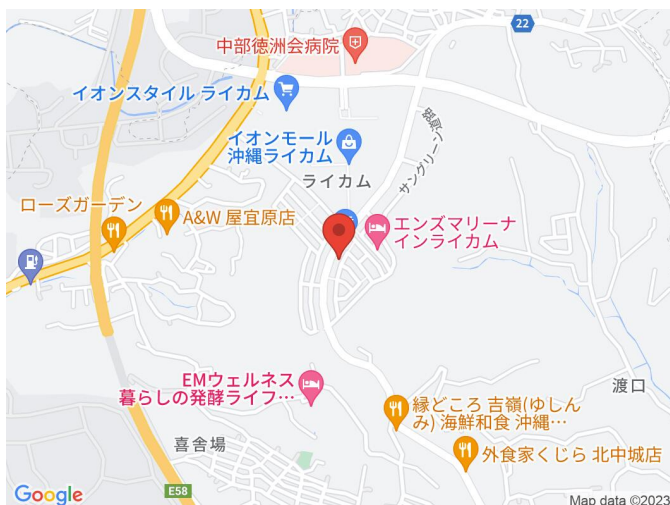 22
中部徳洲会病院
イオンスタイル ライカム
イオンモール
沖縄ライカム
サングリーン通り
ライカム
ローズガーデン
A&W 屋宜原店
エンズマリーナ
インライカム
EMウェルネス
暮らしの発酵ライフ…
渡口
縁どころ 吉嶺(ゆしん
み) 海鮮和食 沖縄…
喜舎場
外食家くじら 北中城店
E58
Google
Map data ©2023